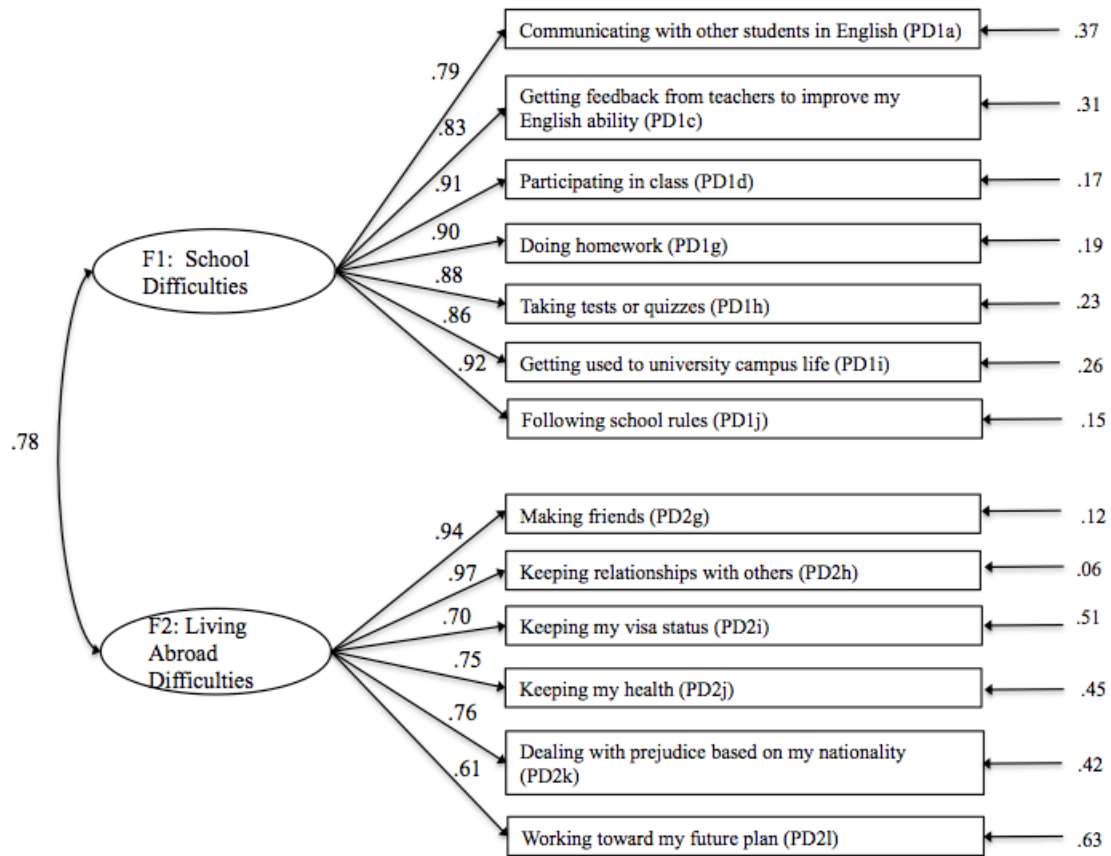 Communicating with other students in English (PD1a)
.37
.79
Getting feedback from teachers to improve my
English ability (PD1c)
.31
.83
Participating in class (PD1d)
.17
.91
Doing homework (PD1g)
.19
.90
F1:  School
Difficulties
.88
Taking tests or quizzes (PD1h)
.23
.86
Getting used to university campus life (PD1i)
.26
.92
Following school rules (PD1j)
.15
.78
Making friends (PD2g)
.12
.94
Keeping relationships with others (PD2h)
.06
.97
Keeping my visa status (PD2i)
.51
.70
F2: Living
Abroad
Difficulties
.75
Keeping my health (PD2j)
.45
.76
Dealing with prejudice based on my nationality
(PD2k)
.42
.61
Working toward my future plan (PD2l)
.63